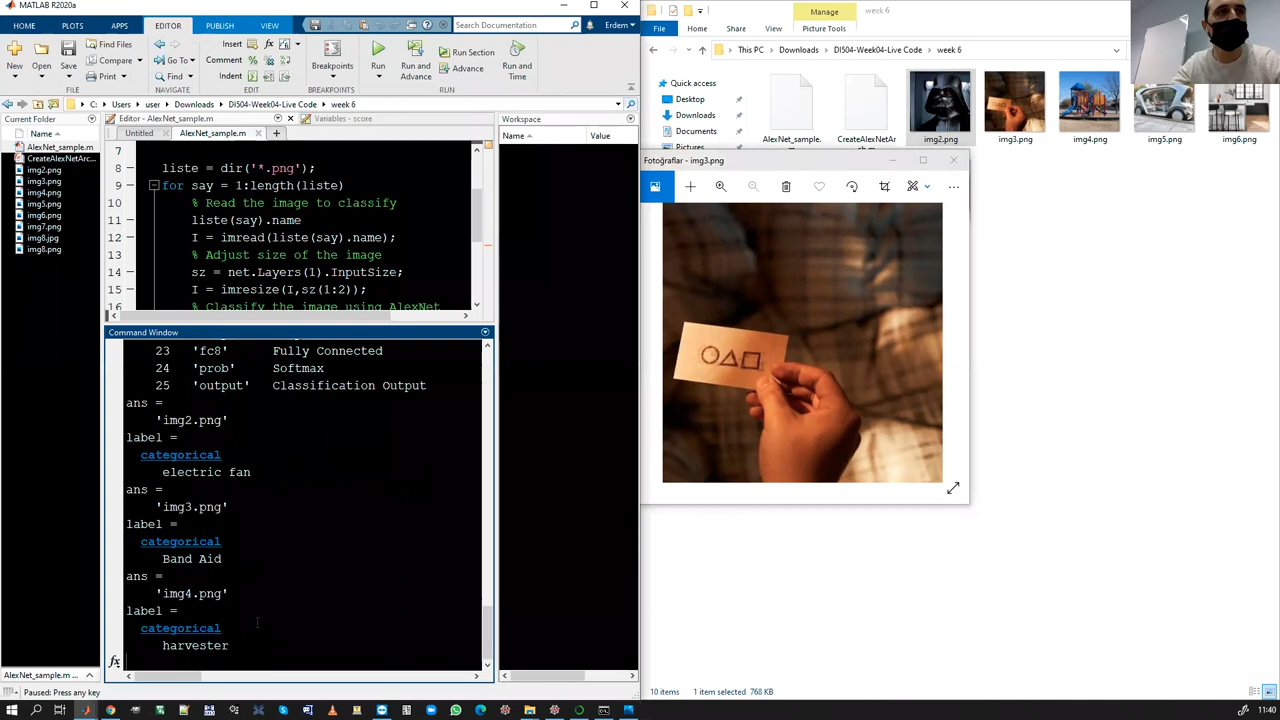 MATLAB R2020a
HOME
PLOTS
APPS
EDITOR
PUBLISH
VIEW
Search Documentation
Erdem
New
Open
Save
Find Files
Compare
Print
Go To
Find
Insert
Comment
Indent
Breakpoints
Run
Run and Advance
Run Section
Advance
Run and Time
FILE
NAVIGATE
EDIT
BREAKPOINTS
RUN
C: Users user Downloads DI504-Week04-Live Code week 6
Current Folder
Name
AlexNet_sample.m
CreateAlexNetArc...
img2.png
img3.png
img4.png
img5.png
img6.png
img7.png
img8.jpg
img8.png
AlexNet_sample.m ...
Editor - AlexNet_sample.m
Variables - score
Untitled
AlexNet_sample.m
7
8 liste = dir('*.png');
9 for say = 1:length(liste)
10 % Read the image to classify
11 liste(say).name
12 I = imread(liste(say).name);
13 % Adjust size of the image
14 sz = net.Layers(1).InputSize;
15 I = imresize(I,sz(1:2));
16 % Classify the image using AlexNet
Command Window
23 'fc8' Fully Connected
24 'prob' Softmax
25 'output' Classification Output
ans =
'img2.png'
label =
categorical
electric fan
ans =
'img3.png'
label =
categorical
Band Aid
ans =
'img4.png'
label =
categorical
harvester
fx
Paused: Press any key
Workspace
Name
Value
Manage
week 6
File
Home
Share
View
Picture Tools
This PC Downloads DI504-Week04-Live Code week 6
Quick access
Desktop
Downloads
Documents
Pictures
AlexNet_sample.
m
CreateAlexNetAr
img2.png
img3.png
img4.png
img5.png
img6.png
Fotoğraflar - img3.png
10 items
1 item selected 768 KB
11:40